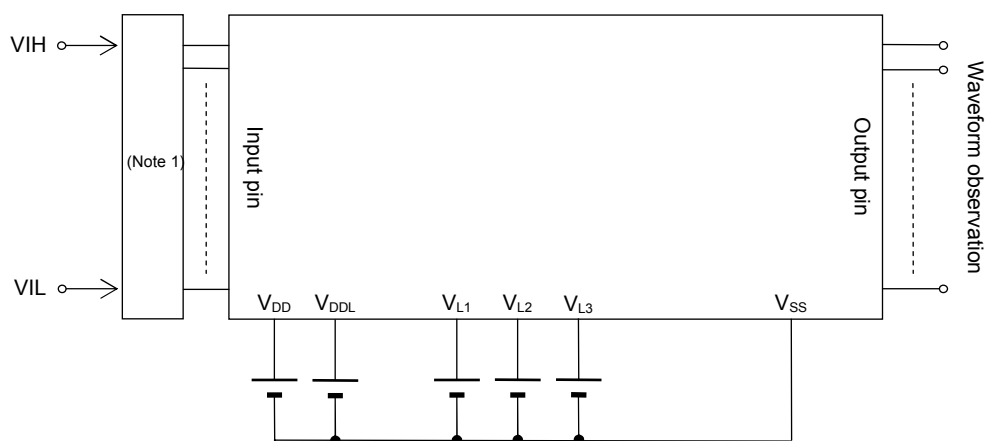 VIH
(Note 1)
VIL
Input pin
Output pin
Waveform observation
VDD
VDDL
VL1
VL2
VL3
VSS